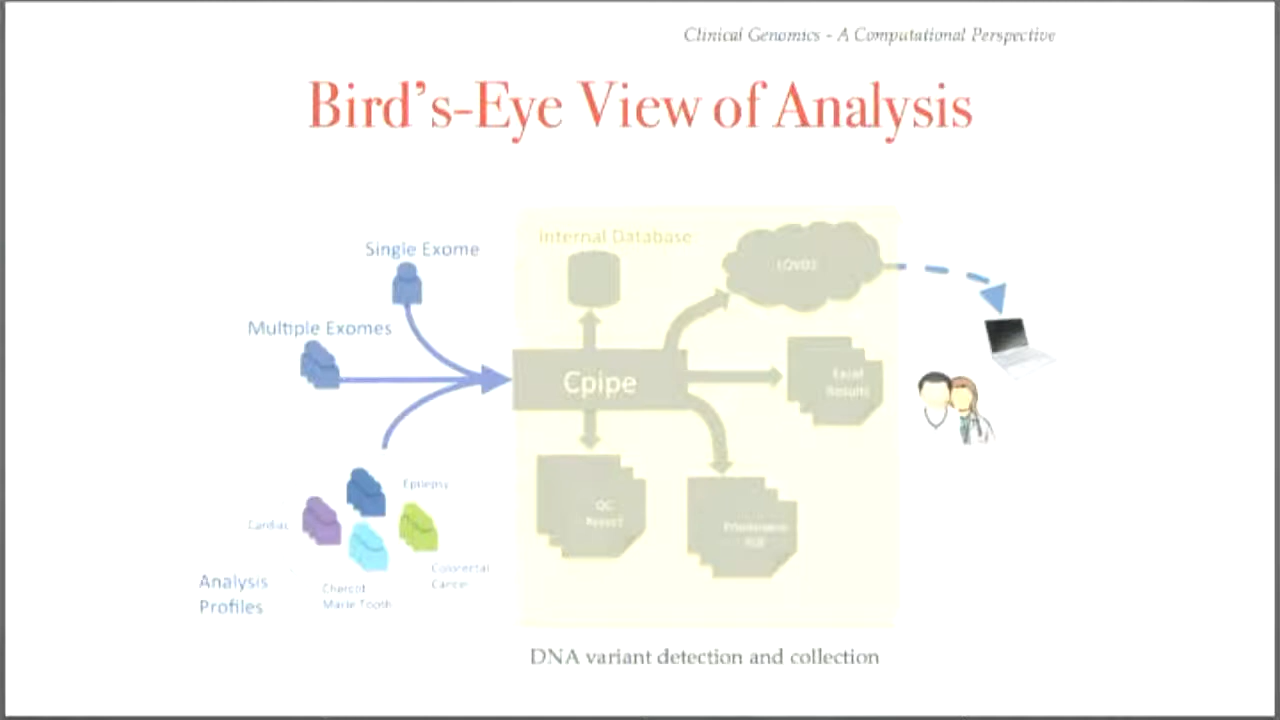 Clinical Genomics - A Computational Perspective
Bird's-Eye View of Analysis
Internal Database
Single Exome
LOVD3
Multiple Exomes
Cpipe
Excel
Results
Epilepsy
QC
Report
Cardiac
Colorectal
Cancer
Analysis
Profiles
Charcot
Marie Tooth
PDF
DNA variant detection and collection